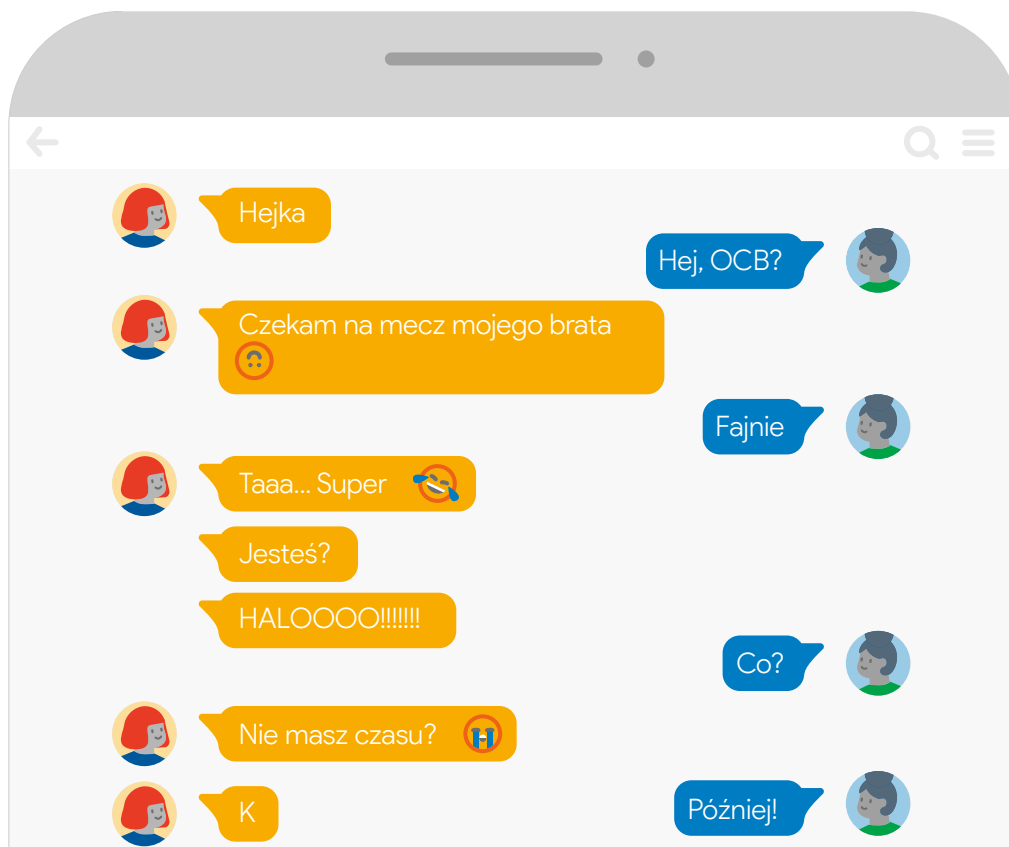 Hejka
Hej, OCB?
Czekam na mecz mojego brata
Fajnie
Taaa... Super
Jesteś?
HALOOOO!!!!!!!
Co?
Nie masz czasu?
Później!
K